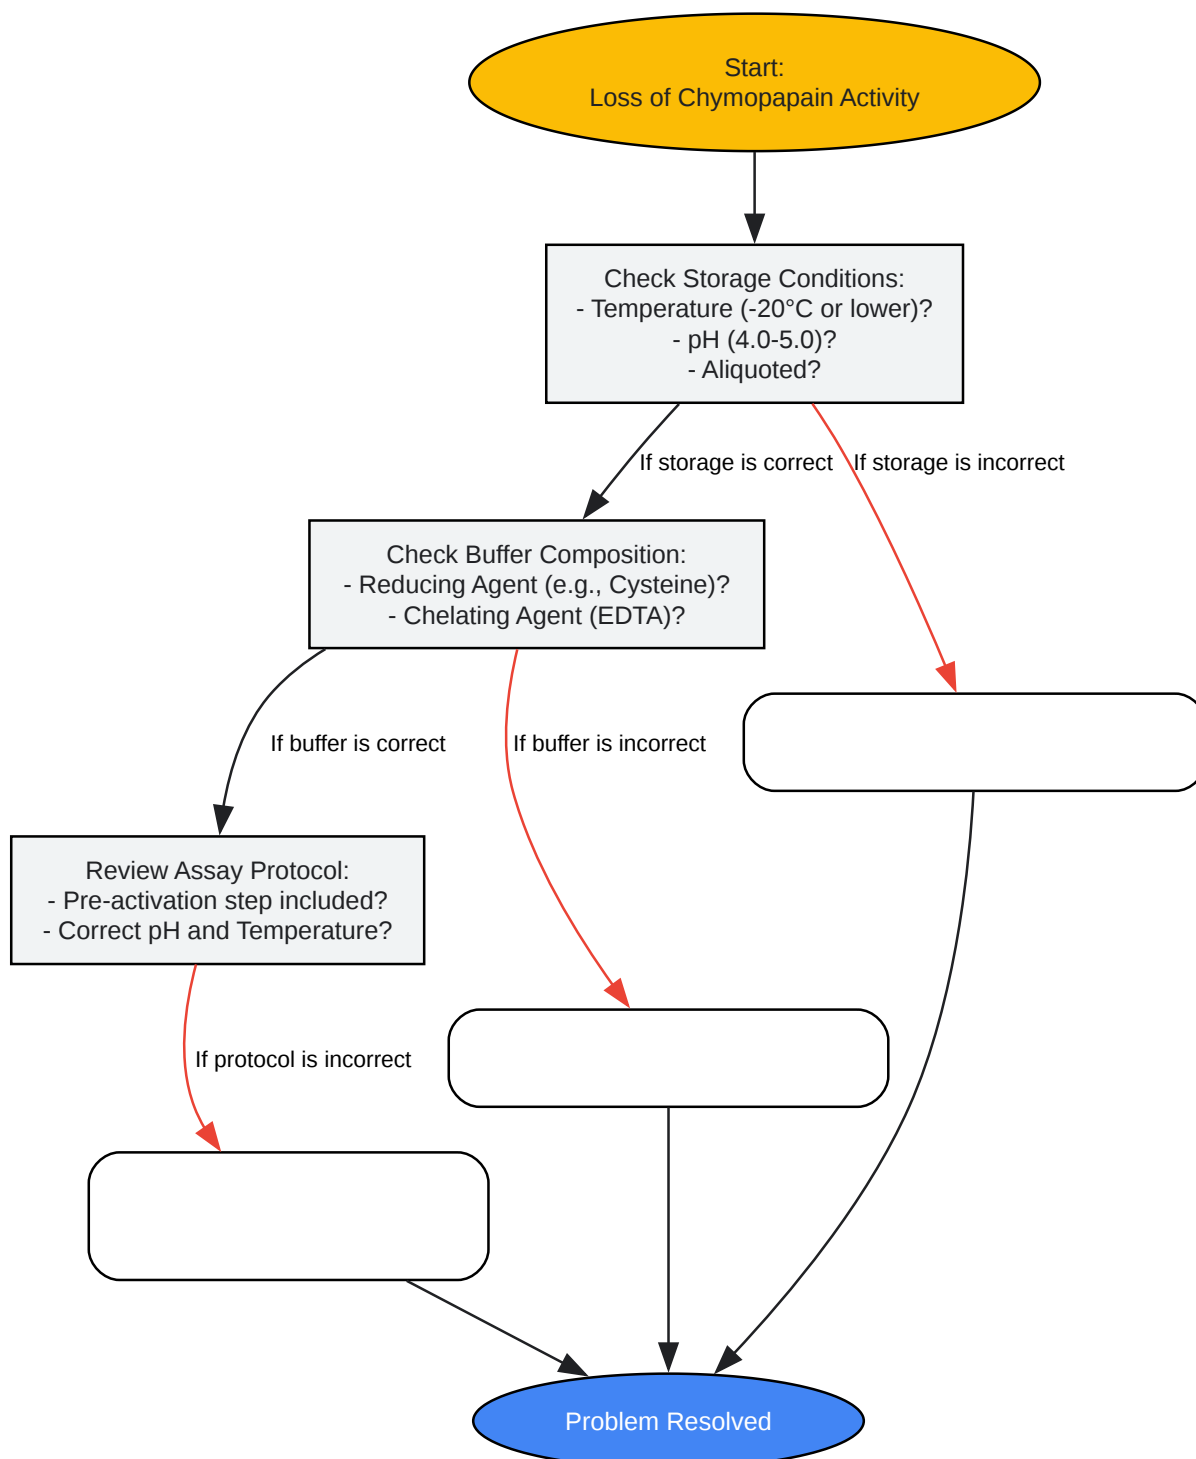 Start:
Loss of Chymopapain Activity
Check Storage Conditions:
- Temperature (-20°C or lower)?
- pH (4.0-5.0)?
- Aliquoted?
If storage is correct
If storage is incorrect
Check Buffer Composition:
- Reducing Agent (e.g., Cysteine)?
- Chelating Agent (EDTA)?
If buffer is correct
If buffer is incorrect
Review Assay Protocol:
- Pre-activation step included?
- Correct pH and Temperature?
If protocol is incorrect
Problem Resolved